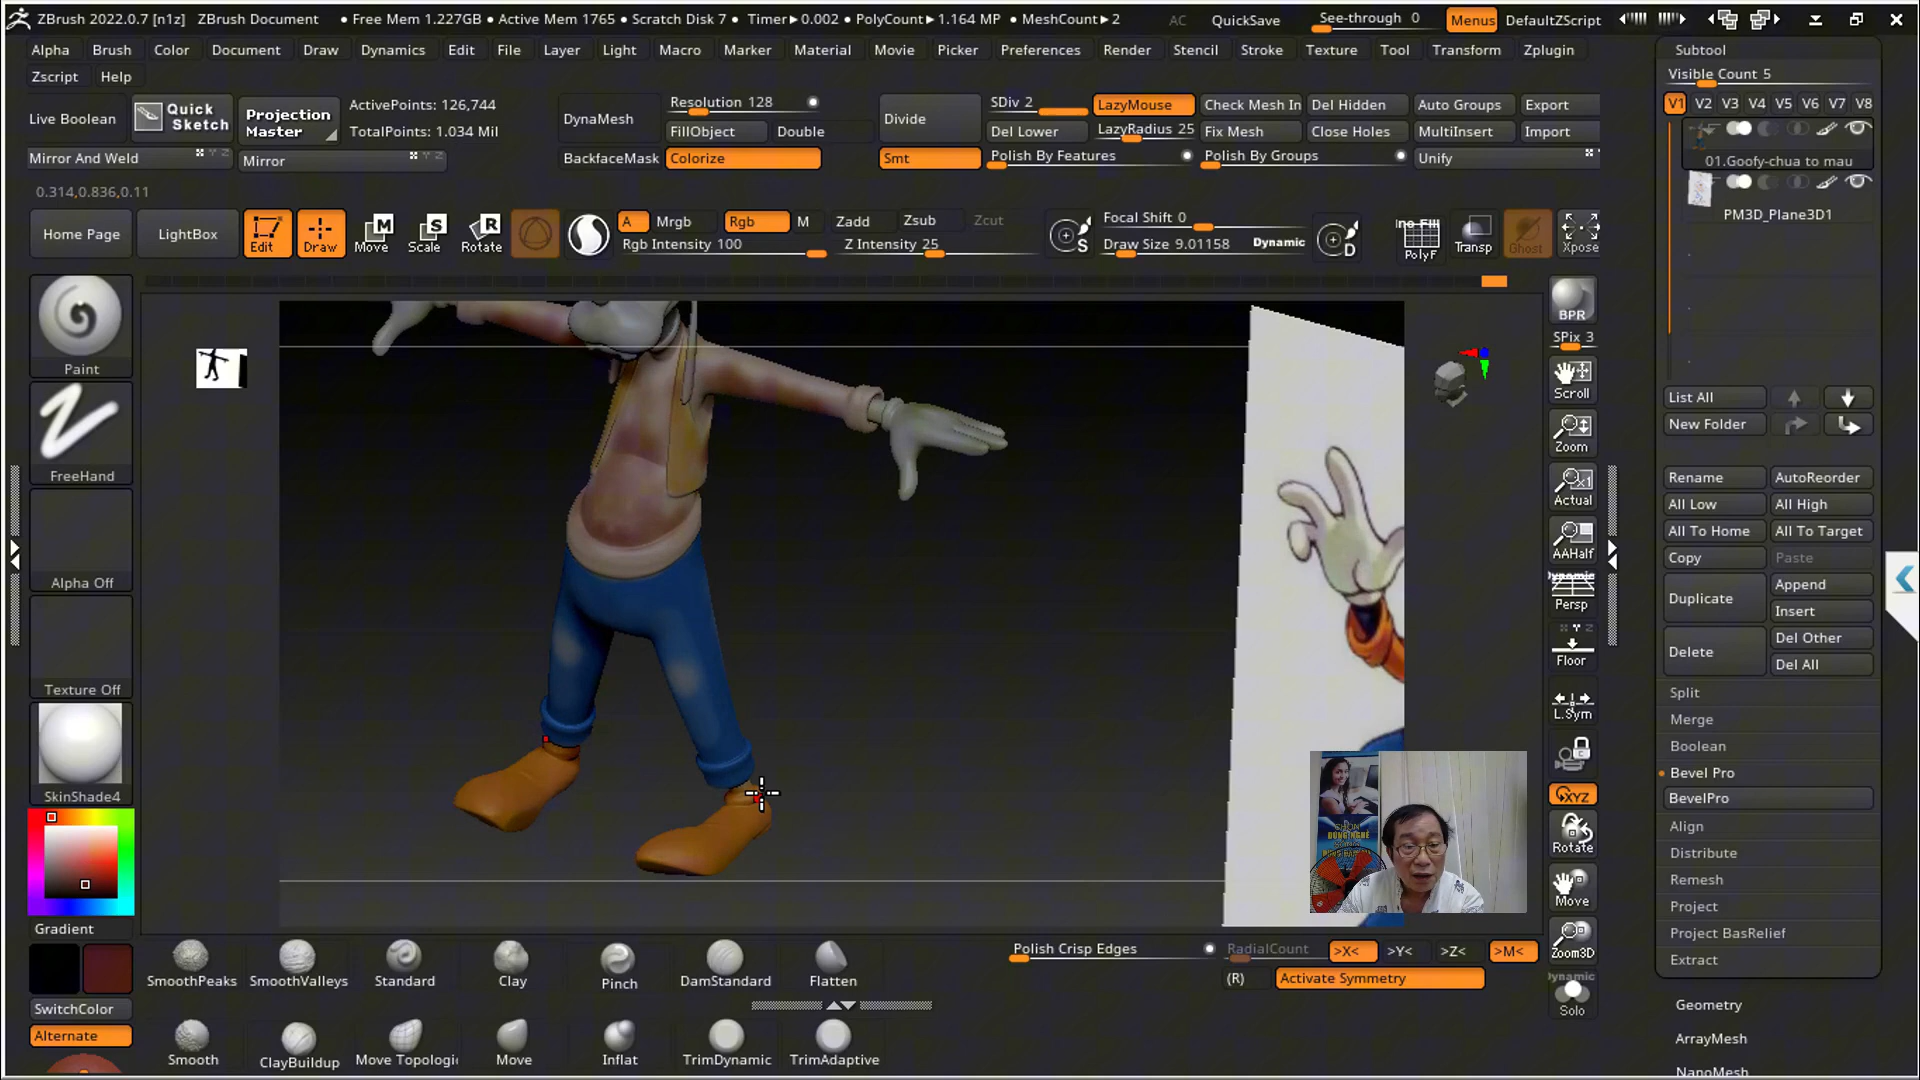 ZBrush 2022.0.7 [n1z] ZBrush Document • Free Mem 1.227GB • Active Mem 1765 • Scratch Disk 7 • Timer▸0.002 • PolyCount▸1.164 MP • MeshCount▸2 AC QuickSave See-through 0 Menus DefaultZScript
Alpha Brush Color Document Draw Dynamics Edit File Layer Light Macro Marker Material Movie Picker Preferences Render Stencil Stroke Texture Tool Transform Zplugin
Zscript Help
Live Boolean Quick Sketch Projection Master ActivePoints: 126,744
TotalPoints: 1.034 Mil
DynaMesh Resolution 128
FillObject Double
BackfaceMask Colorize
Divide SDiv 2 LazyMouse Check Mesh In Del Hidden Auto Groups Export
Del Lower LazyRadius 25 Fix Mesh Close Holes MultiInsert Import
Smt Polish By Features Polish By Groups Unify
Mirror And Weld Mirror
0.314,0.836,0.11
Home Page LightBox Edit Draw Move Scale Rotate
A Mrgb Rgb M Zadd Zsub Zcut
Rgb Intensity 100 Z Intensity 25
Focal Shift 0
Draw Size 9.01158 Dynamic
S D
PolyF Transp Ghost Xpose
Paint
FreeHand
Alpha Off
Texture Off
SkinShade4
Gradient
SwitchColor
Alternate
BPR
SPix 3
Scroll
Zoom
Actual
AAHalf
Dynamic
Persp
Floor
L.Sym
XYZ
Rotate
Move
Zoom3D
Dynamic
Solo
SmoothPeaks SmoothValleys Standard Clay Pinch DamStandard Flatten
Smooth ClayBuildup Move Topologic Move Inflat TrimDynamic TrimAdaptive
Polish Crisp Edges RadialCount >X< >Y< >Z< >M<
(R) Activate Symmetry
Subtool
Visible Count 5
V1 V2 V3 V4 V5 V6 V7 V8
01.Goofy-chua to mau
PM3D_Plane3D1
List All
New Folder
Rename AutoReorder
All Low All High
All To Home All To Target
Copy Paste
Duplicate Append
Insert
Delete Del Other
Del All
Split
Merge
Boolean
Bevel Pro
BevelPro
Align
Distribute
Remesh
Project
Project BasRelief
Extract
Geometry
ArrayMesh
NanoMesh